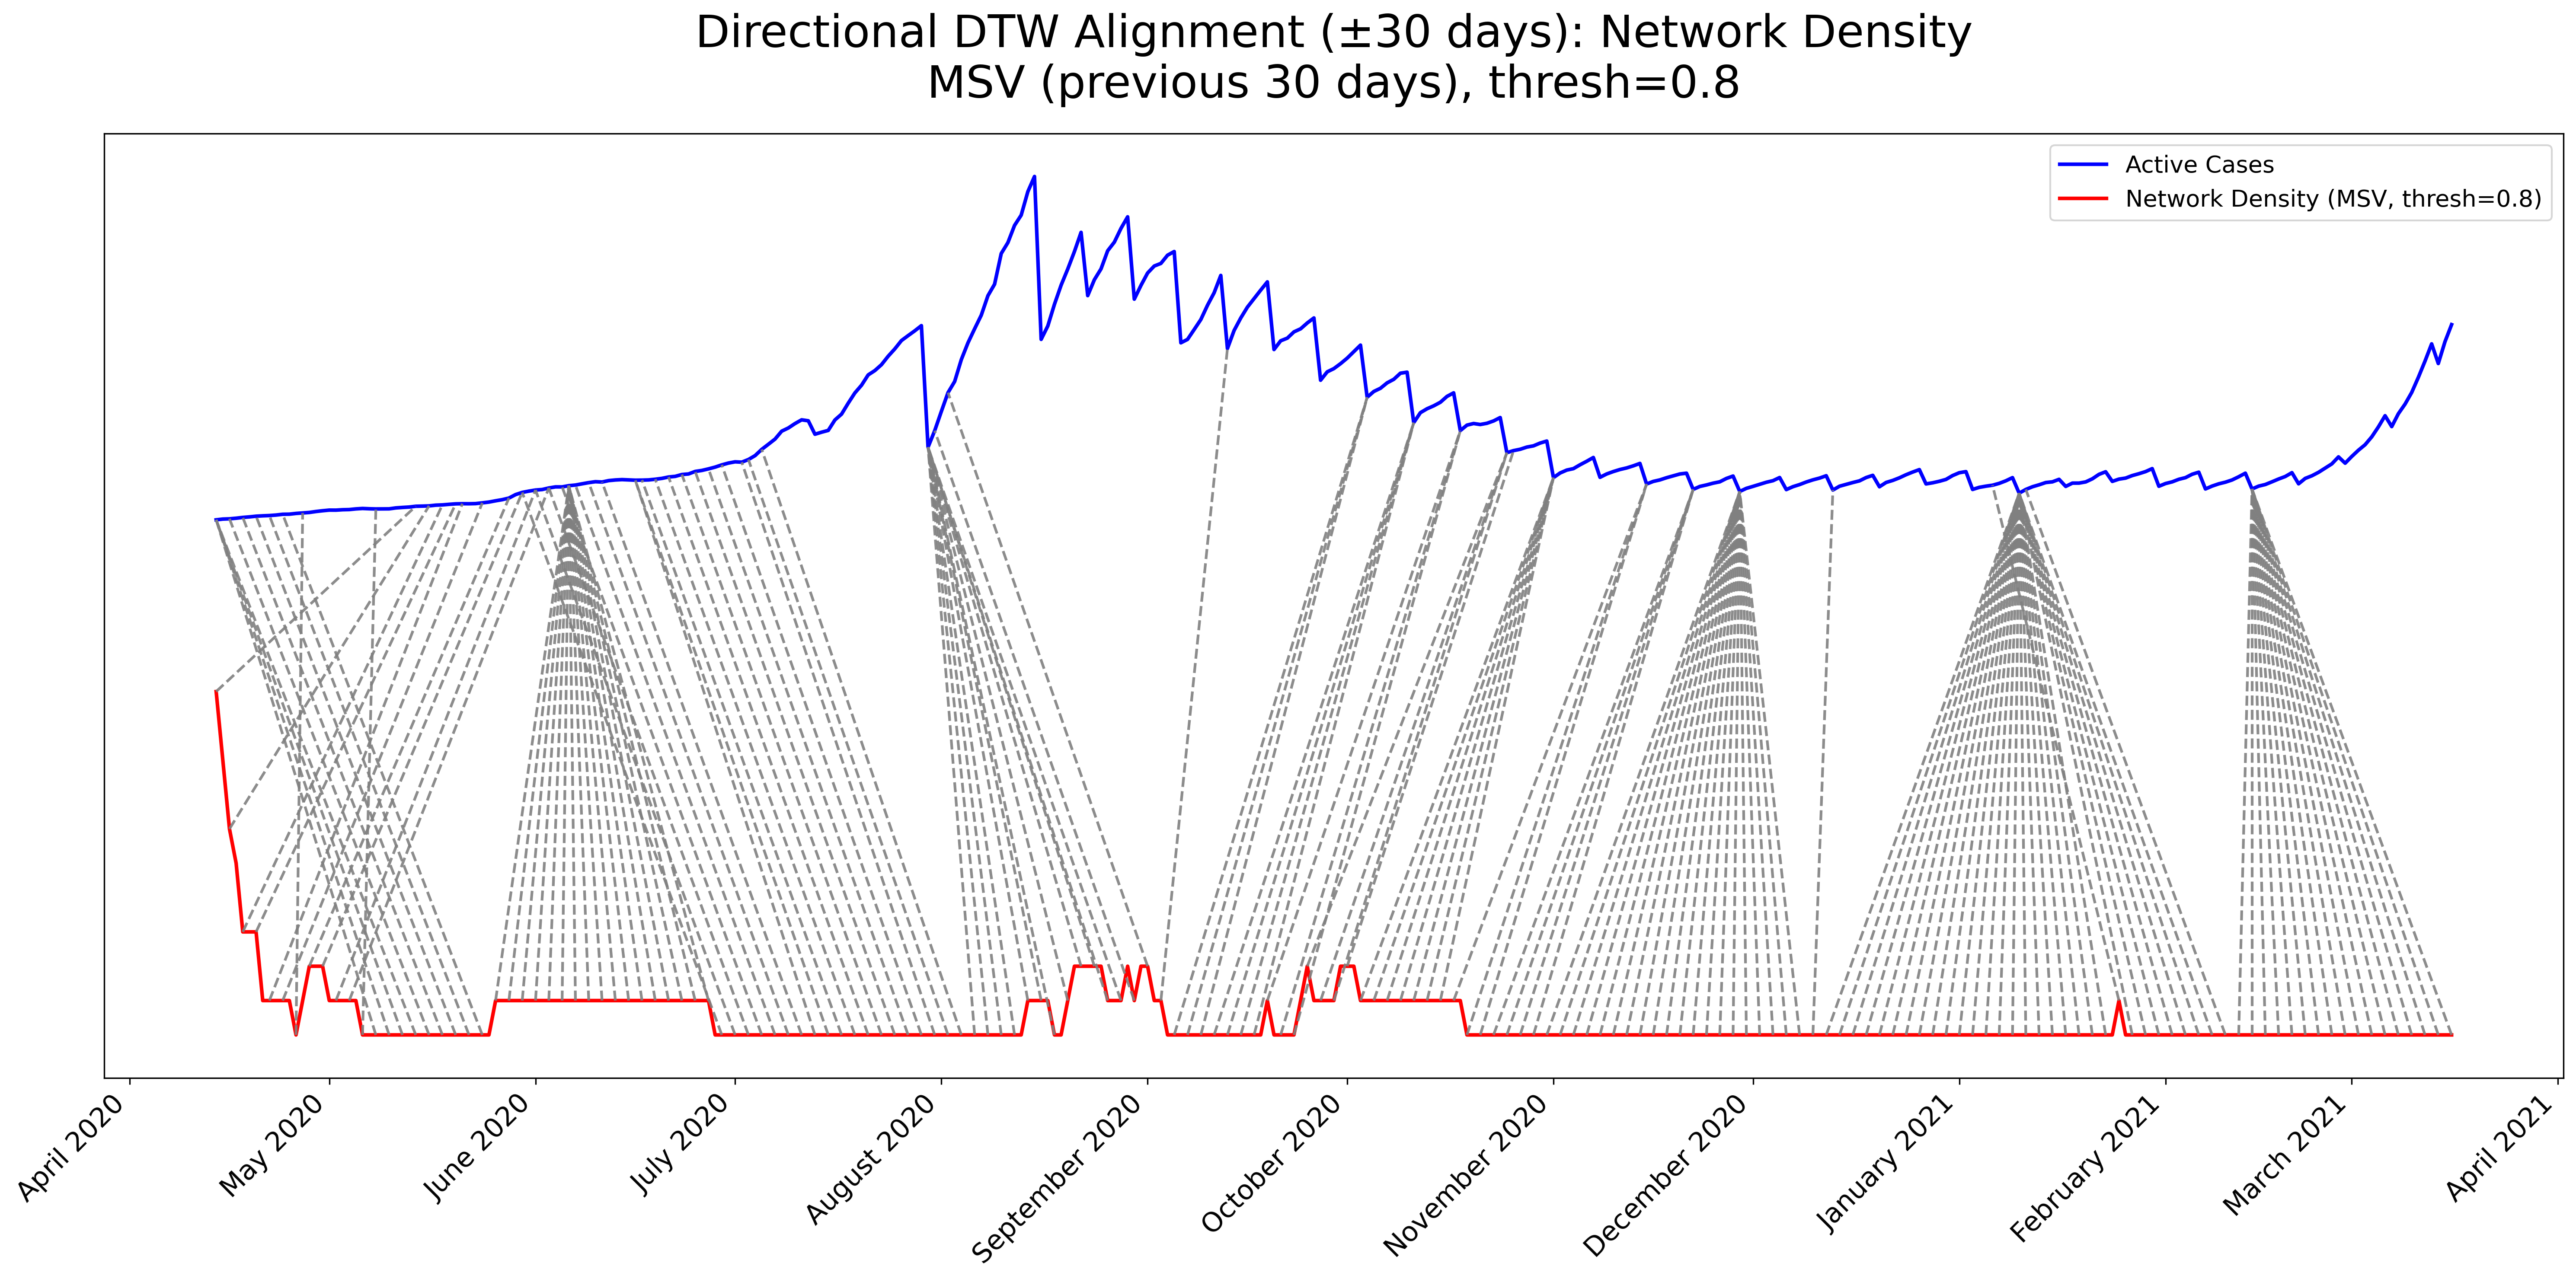 Directional DTW Alignment (±30 days): Network Density
MSV (previous 30 days), thresh=0.8
Active Cases
Network Density (MSV, thresh=0.8)
April 2020
May 2020
June 2020
July 2020
August 2020
September 2020
October 2020
November 2020
December 2020
January 2021
February 2021
March 2021
April 2021